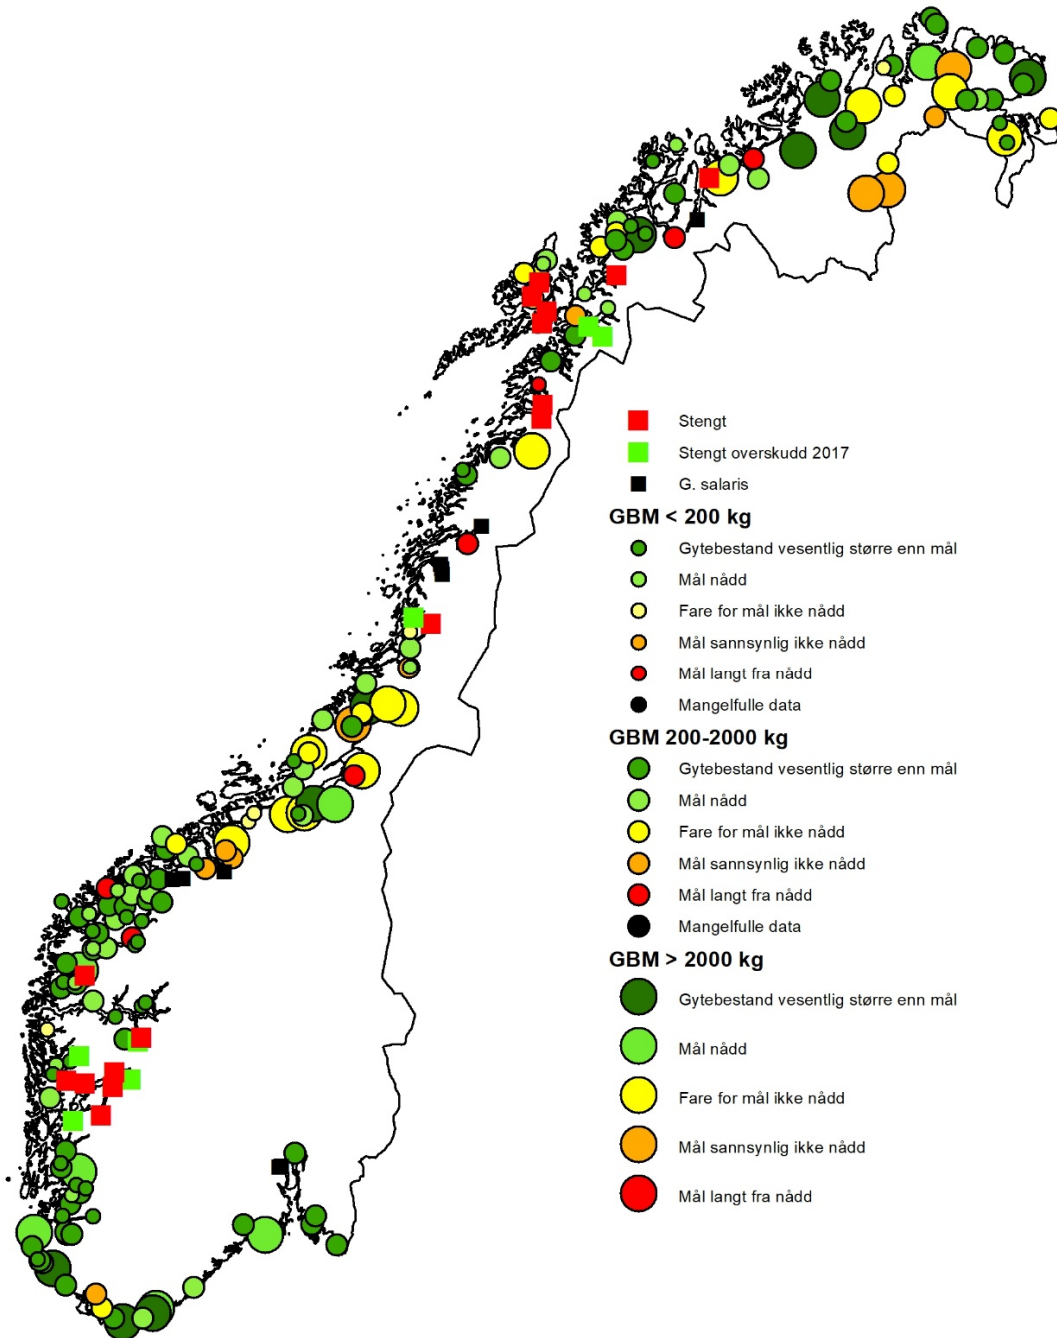 Stengt
Stengt overskudd 2017
G. salaris
GBM < 200 kg
Gytebestand vesentlig større enn mål
Mål nådd
Fare for mål ikke nådd
Mål sannsynlig ikke nådd
Mål langt fra nådd
Mangelfulle data
GBM 200-2000 kg
Gytebestand vesentlig større enn mål
Mål nådd
Fare for mål ikke nådd
Mål sannsynlig ikke nådd
Mål langt fra nådd
Mangelfulle data
GBM > 2000 kg
Gytebestand vesentlig større enn mål
Mål nådd
Fare for mål ikke nådd
Mål sannsynlig ikke nådd
Mål langt fra nådd